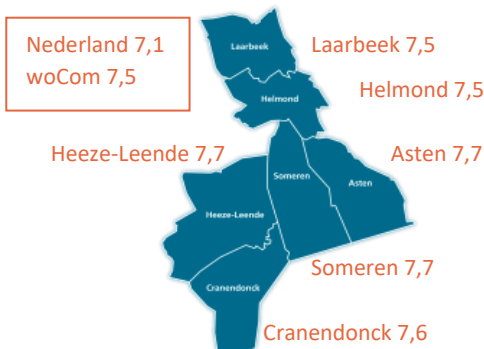 Nederland 7,1
woCom 7,5
Laarbeek
Laarbeek 7,5
Helmond
Helmond 7,5
Heeze-Leende 7,7
Asten 7,7
Someren
Asten
Heeze-Leende
Someren 7,7
Cranendonck
Cranendonck 7,6